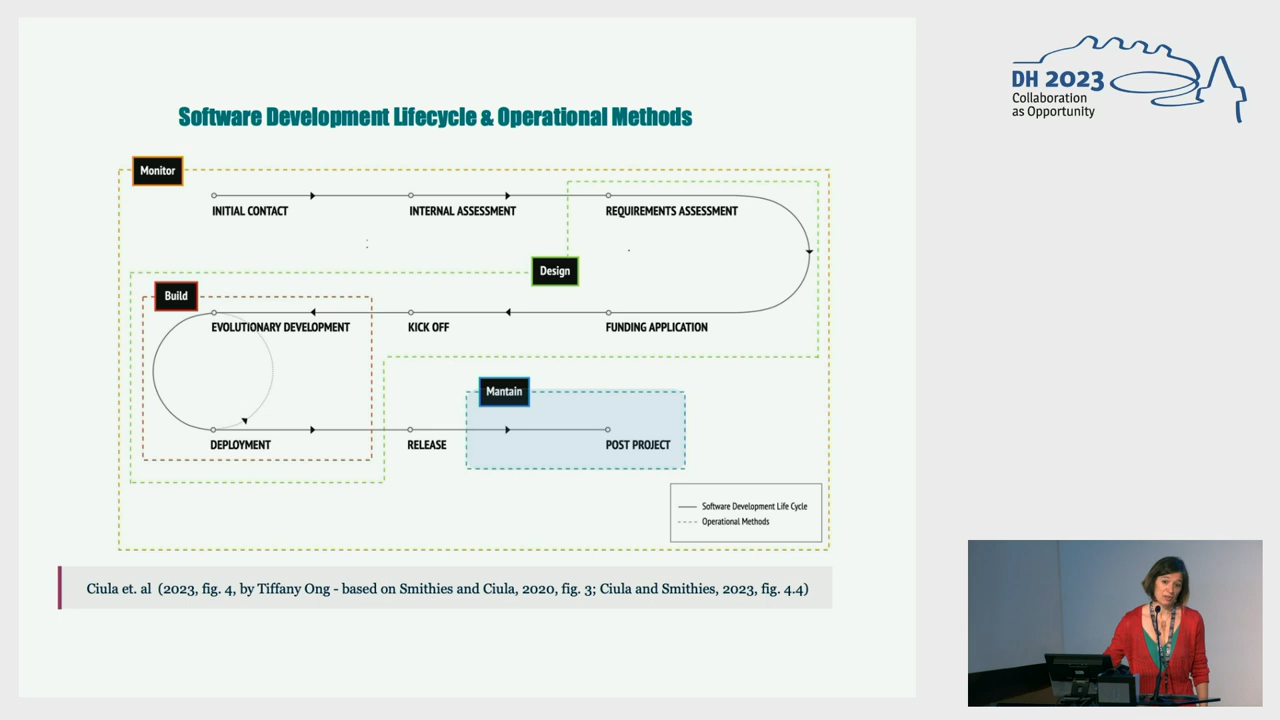 Software Development Lifecycle & Operational Methods
Monitor
INITIAL CONTACT
INTERNAL ASSESSMENT
REQUIREMENTS ASSESSMENT
Design
Build
EVOLUTIONARY DEVELOPMENT
KICK OFF
FUNDING APPLICATION
Mantain
DEPLOYMENT
RELEASE
POST PROJECT
Software Development Life Cycle
Operational Methods
Ciula et. al (2023, fig. 4, by Tiffany Ong - based on Smithies and Ciula, 2020, fig. 3; Ciula and Smithies, 2023, fig. 4.4)
DH 2023
Collaboration
as Opportunity